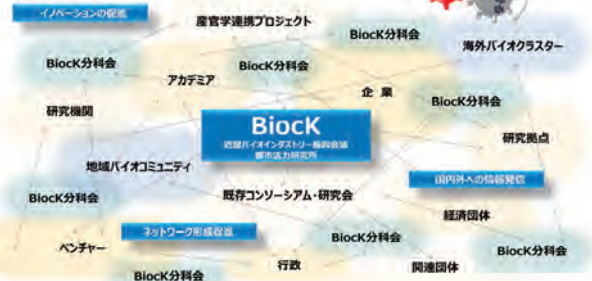 イノベーションの促進
産官学連携プロジェクト
BiocK分科会
海外バイオクラスター
BiocK分科会
BiocK分科会
アカデミア
企 業
BiocK分科会
研究機関
BiocK
近畿バイオインダストリー振興会議
都市活力研究所
研究拠点
地域バイオコミュニティ
国内外への情報発信
BiocK分科会
既存コンソーシアム・研究会
経済団体
ネットワーク形成促進
BiocK分科会
ベンチャー
BiocK分科会
行政
関連団体
BiocK分科会